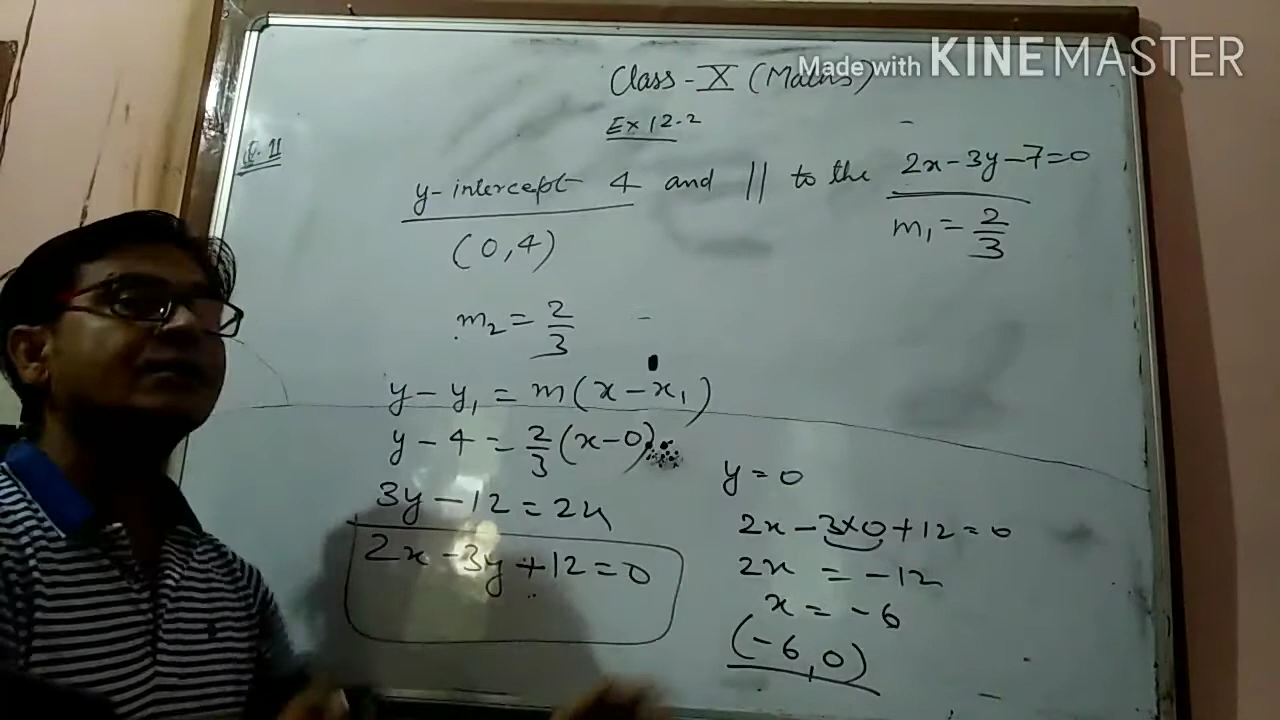 Made with KINEMASTER
Class - X (Maths)
Ex 12.2
Q. 11
y-intercept 4 and || to the 2x-3y-7=0
(0,4)
m₁ = 2/3
m₂ = 2/3
y - y₁ = m(x - x₁)
y - 4 = 2/3 (x-0)
3y - 12 = 2x
2x - 3y + 12 = 0
y = 0
2x - 3x0 + 12 = 0
2x = -12
x = -6
(-6,0)